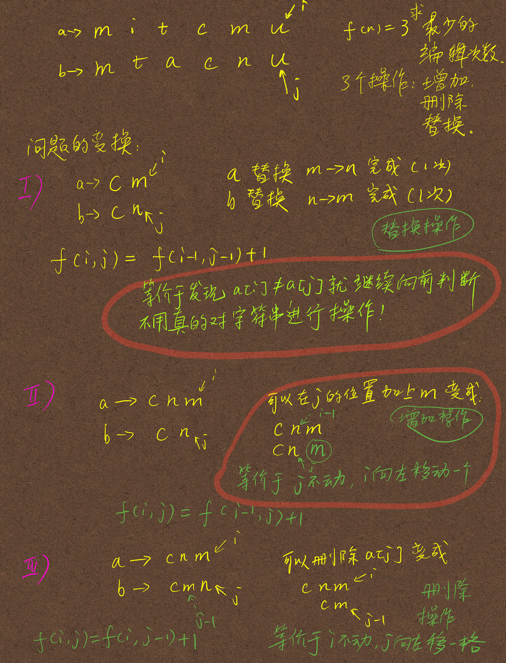 a→ m i t c m u i
求
f(n)=3 最少的
编辑次数.
b→ m t a c n u
j
3个操作: 增加
删除
替换.
问题的变换:
I)
a→ c m i
a 替换 m→n 完成(1次)
b→ c n j
b 替换 n→m 完成(1次)
替换操作
f(i,j) = f(i-1,j-1)+1
等价于发现 a[i]≠a[j] 就继续向前判断
不用真的对字符串进行操作!
II)
a→ c n m i
b→ c n j
可以在j的位置加上m 变成:
i-1
c n m
增加操作
c n m
等价于 j不动, i向左移动一个
f(i,j) = f(i-1,j)+1
III)
a→ c n m i
b→ c m n j
j-1
可以删除 a[j] 变成
c n m i
c m j-1
删除
操作
f(i,j)=f(i,j-1)+1
等价于i不动, j向左移一格